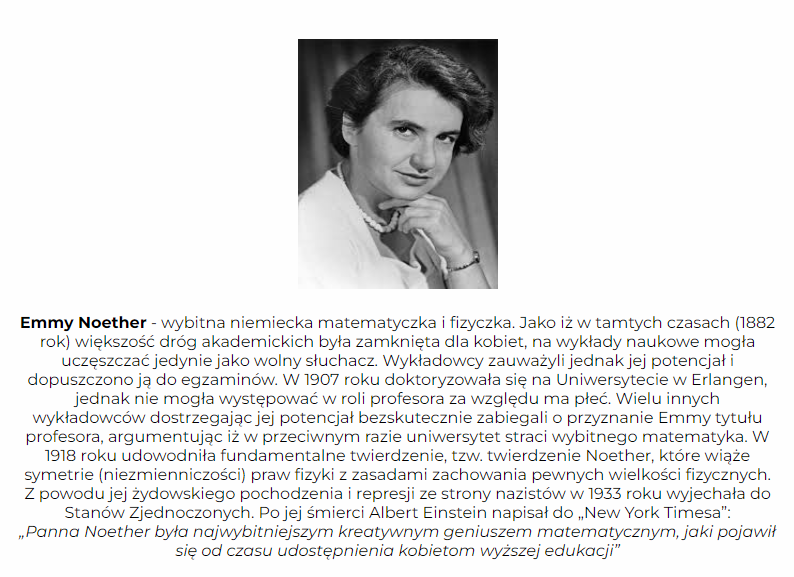 Emmy Noether - wybitna niemiecka matematyczka i fizyczka. Jako iż w tamtych czasach (1882
rok) większość dróg akademickich była zamknięta dla kobiet, na wykłady naukowe mogła
uczęszczać jedynie jako wolny słuchacz. Wykładowcy zauważyli jednak jej potencjał i
dopuszczono ją do egzaminów. W 1907 roku doktoryzowała się na Uniwersytecie w Erlangen,
jednak nie mogła występować w roli profesora za względu ma płeć. Wielu innych
wykładowców dostrzegając jej potencjał bezskutecznie zabiegali o przyznanie Emmy tytułu
profesora, argumentując iż w przeciwnym razie uniwersytet straci wybitnego matematyka. W
1918 roku udowodniła fundamentalne twierdzenie, tzw. twierdzenie Noether, które wiąże
symetrie (niezmienniczości) praw fizyki z zasadami zachowania pewnych wielkości fizycznych.
Z powodu jej żydowskiego pochodzenia i represji ze strony nazistów w 1933 roku wyjechała do
Stanów Zjednoczonych. Po jej śmierci Albert Einstein napisał do „New York Timesa”:
„Panna Noether była najwybitniejszym kreatywnym geniuszem matematycznym, jaki pojawił
się od czasu udostępnienia kobietom wyższej edukacji”